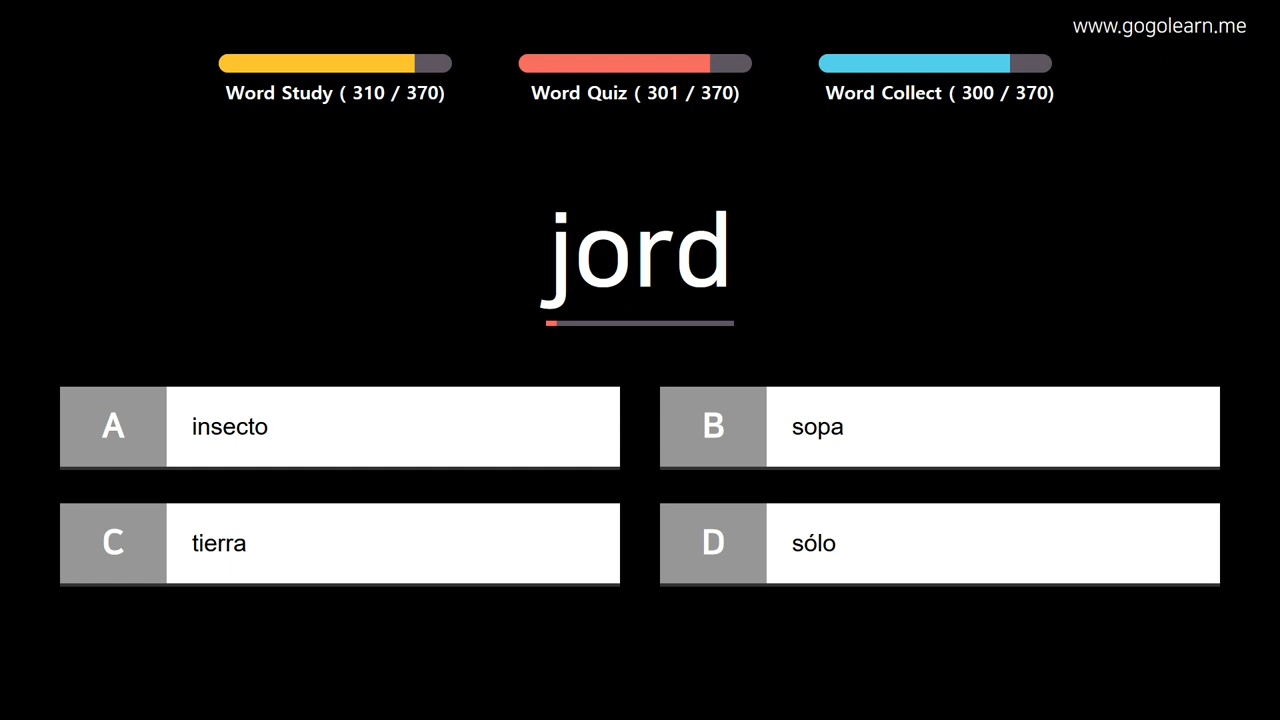 www.gogolearn.me
Word Study ( 310 / 370)
Word Quiz ( 301 / 370)
Word Collect ( 300 / 370)
jord
A insecto
B sopa
C tierra
D sólo